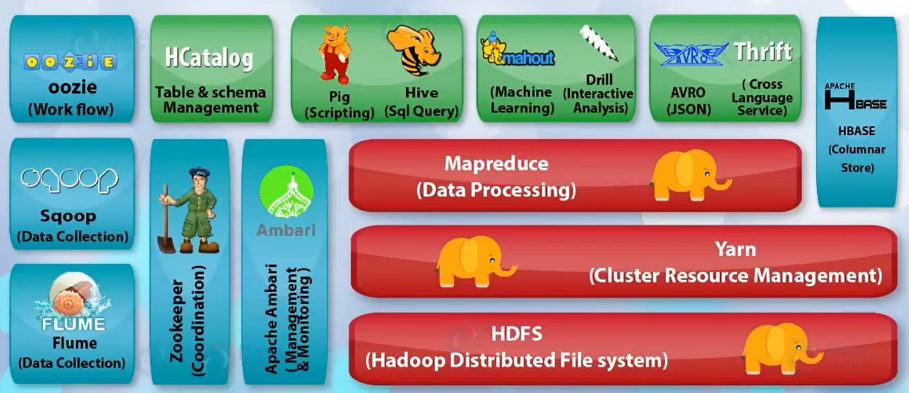 OOZIE
oozie
(Work flow)
HCatalog
Table & schema
Management
Pig
(Scripting)
Hive
(Sql Query)
mahout
(Machine
Learning)
Drill
(Interactive
Analysis)
AVRO
AVRO
(JSON)
Thrift
( Cross
Language
Service)
APACHE
HBASE
HBASE
(Columnar
Store)
sqoop
Sqoop
(Data Collection)
FLUME
Flume
(Data Collection)
Zookeeper
(Coordination)
Ambari
Apache Ambari
( Management
& Monitoring )
Mapreduce
(Data Processing)
Yarn
(Cluster Resource Management)
HDFS
(Hadoop Distributed File system)